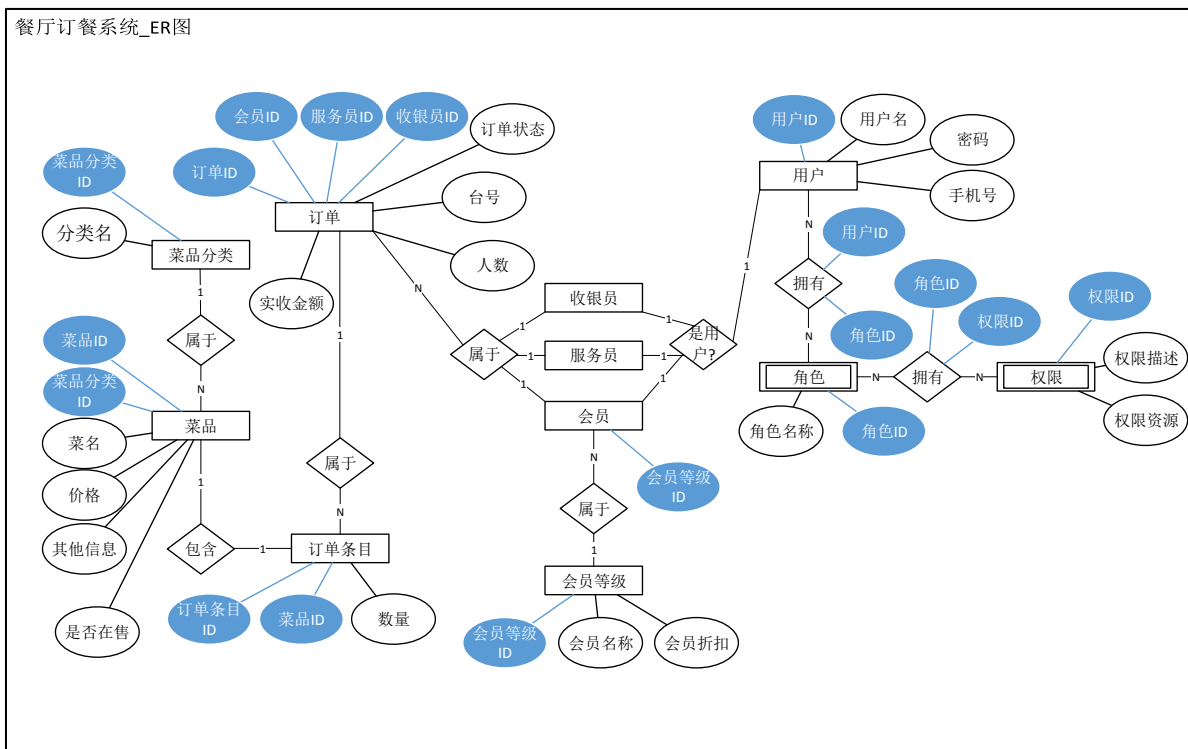 餐厅订餐系统_ER图
会员ID
服务员ID
收银员ID
订单状态
用户ID
用户名
密码
手机号
用户
菜品分类
ID
订单ID
订单
台号
人数
实收金额
分类名
菜品分类
1
属于
N
菜品ID
菜品分类
ID
菜品
菜名
价格
其他信息
是否在售
1
包含
1
1
属于
N
订单条目
订单条目
ID
菜品ID
数量
N
属于
1
1
1
收银员
服务员
会员
1
1
1
是用
户?
1
N
属于
1
会员等级
ID
会员等级
会员等级
ID
会员名称
会员折扣
N
拥有
N
用户ID
角色ID
角色
角色名称
角色ID
N
拥有
N
角色ID
权限ID
权限
权限ID
权限描述
权限资源